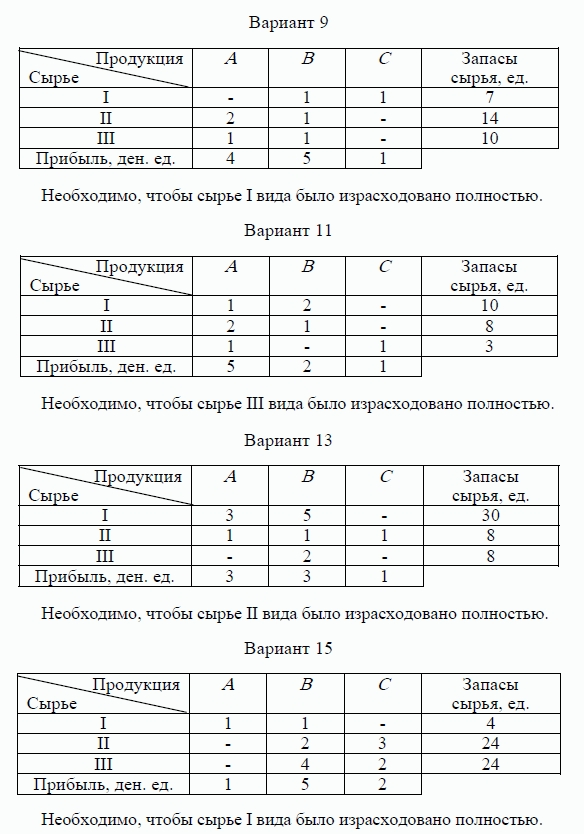 Вариант 9
Продукция A B C Запасы
Сырье сырья, ед.
I - 1 1 7
II 2 1 - 14
III 1 1 - 10
Прибыль, ден. ед. 4 5 1
Необходимо, чтобы сырье I вида было израсходовано полностью.
Вариант 11
Продукция A B C Запасы
Сырье сырья, ед.
I 1 2 - 10
II 2 1 - 8
III 1 - 1 3
Прибыль, ден. ед. 5 2 1
Необходимо, чтобы сырье III вида было израсходовано полностью.
Вариант 13
Продукция A B C Запасы
Сырье сырья, ед.
I 3 5 - 30
II 1 1 1 8
III - 2 - 8
Прибыль, ден. ед. 3 3 1
Необходимо, чтобы сырье II вида было израсходовано полностью.
Вариант 15
Продукция A B C Запасы
Сырье сырья, ед.
I 1 1 - 4
II - 2 3 24
III - 4 2 24
Прибыль, ден. ед. 1 5 2
Необходимо, чтобы сырье I вида было израсходовано полностью.